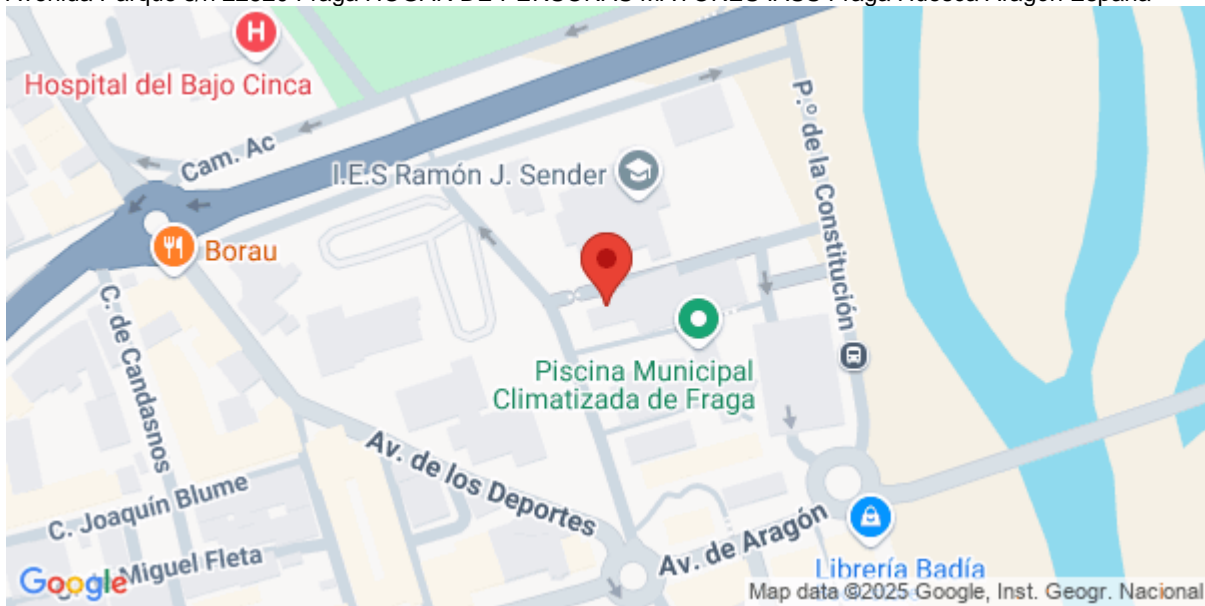 Hospital del Bajo Cinca
Cam. Ac
I.E.S Ramón J. Sender
P.º de la Constitución
Borau
C. de Candasnos
Piscina Municipal
Climatizada de Fraga
Av. de los Deportes
C. Joaquín Blume
Miguel Fleta
Av. de Aragón
Librería Badía
Google
Map data ©2025 Google, Inst. Geogr. Nacional